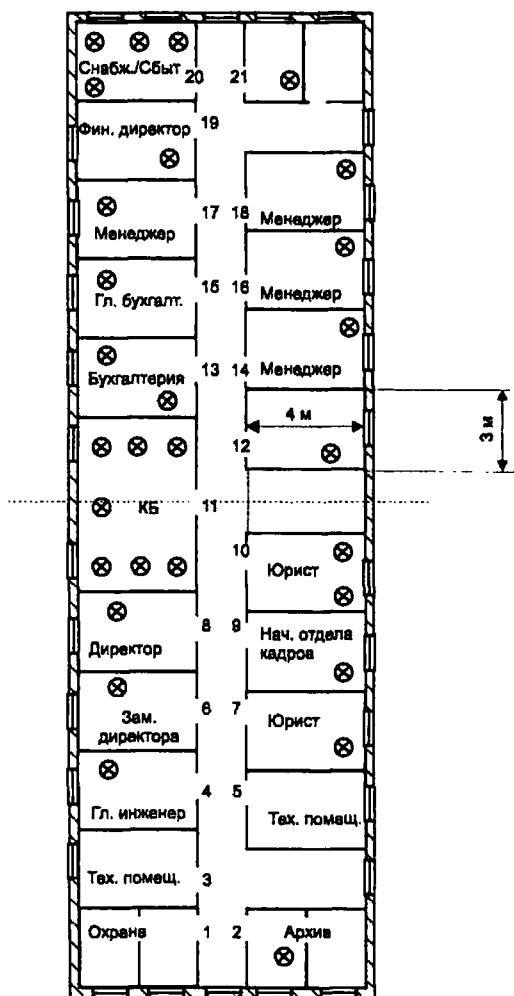 Снабж./Сбыт
20 21
Фин. директор
19
Менеджер
17 18
Менеджер
Гл. бухгалт.
15 16
Менеджер
Бухгалтерия
13 14
Менеджер
4 м
3 м
12
КБ
11
10
Юрист
Директор
8 9
Нач. отдела
кадров
Зам.
директора
6 7
Юрист
Гл. инженер
4 5
Тех. помещ.
Тех. помещ.
3
Охрана
1 2
Архив